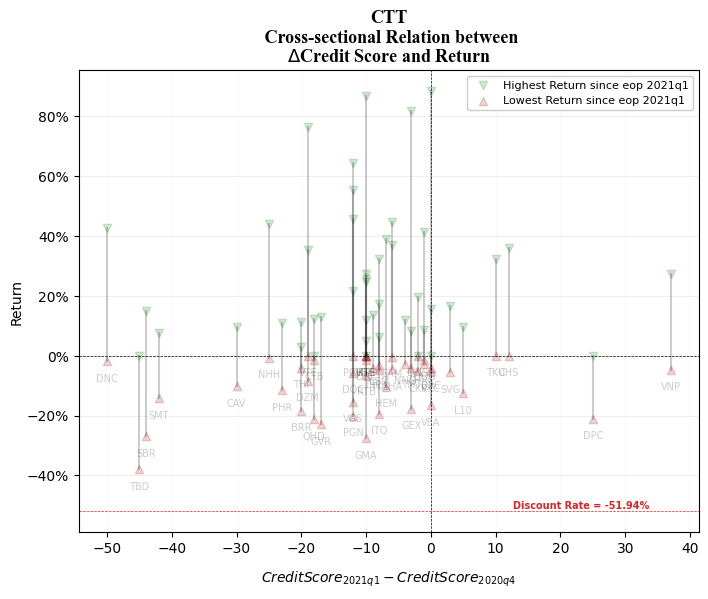 CTT
Cross-sectional Relation between
ΔCredit Score and Return
Highest Return since eop 2021q1
Lowest Return since eop 2021q1
Return
80%
60%
40%
20%
0%
−20%
−40%
DNC
NHH
TKU
CHS
VNP
SMT
CAV
PHR
DZM
HEM
SVG
L10
BRR
QHD
GVR
VGS
PGN
ITQ
GEX
VCA
DPC
SBR
GMA
TBD
Discount Rate = -51.94%
−50
−40
−30
−20
−10
0
10
20
30
40
CreditScore2021q1 − CreditScore2020q4